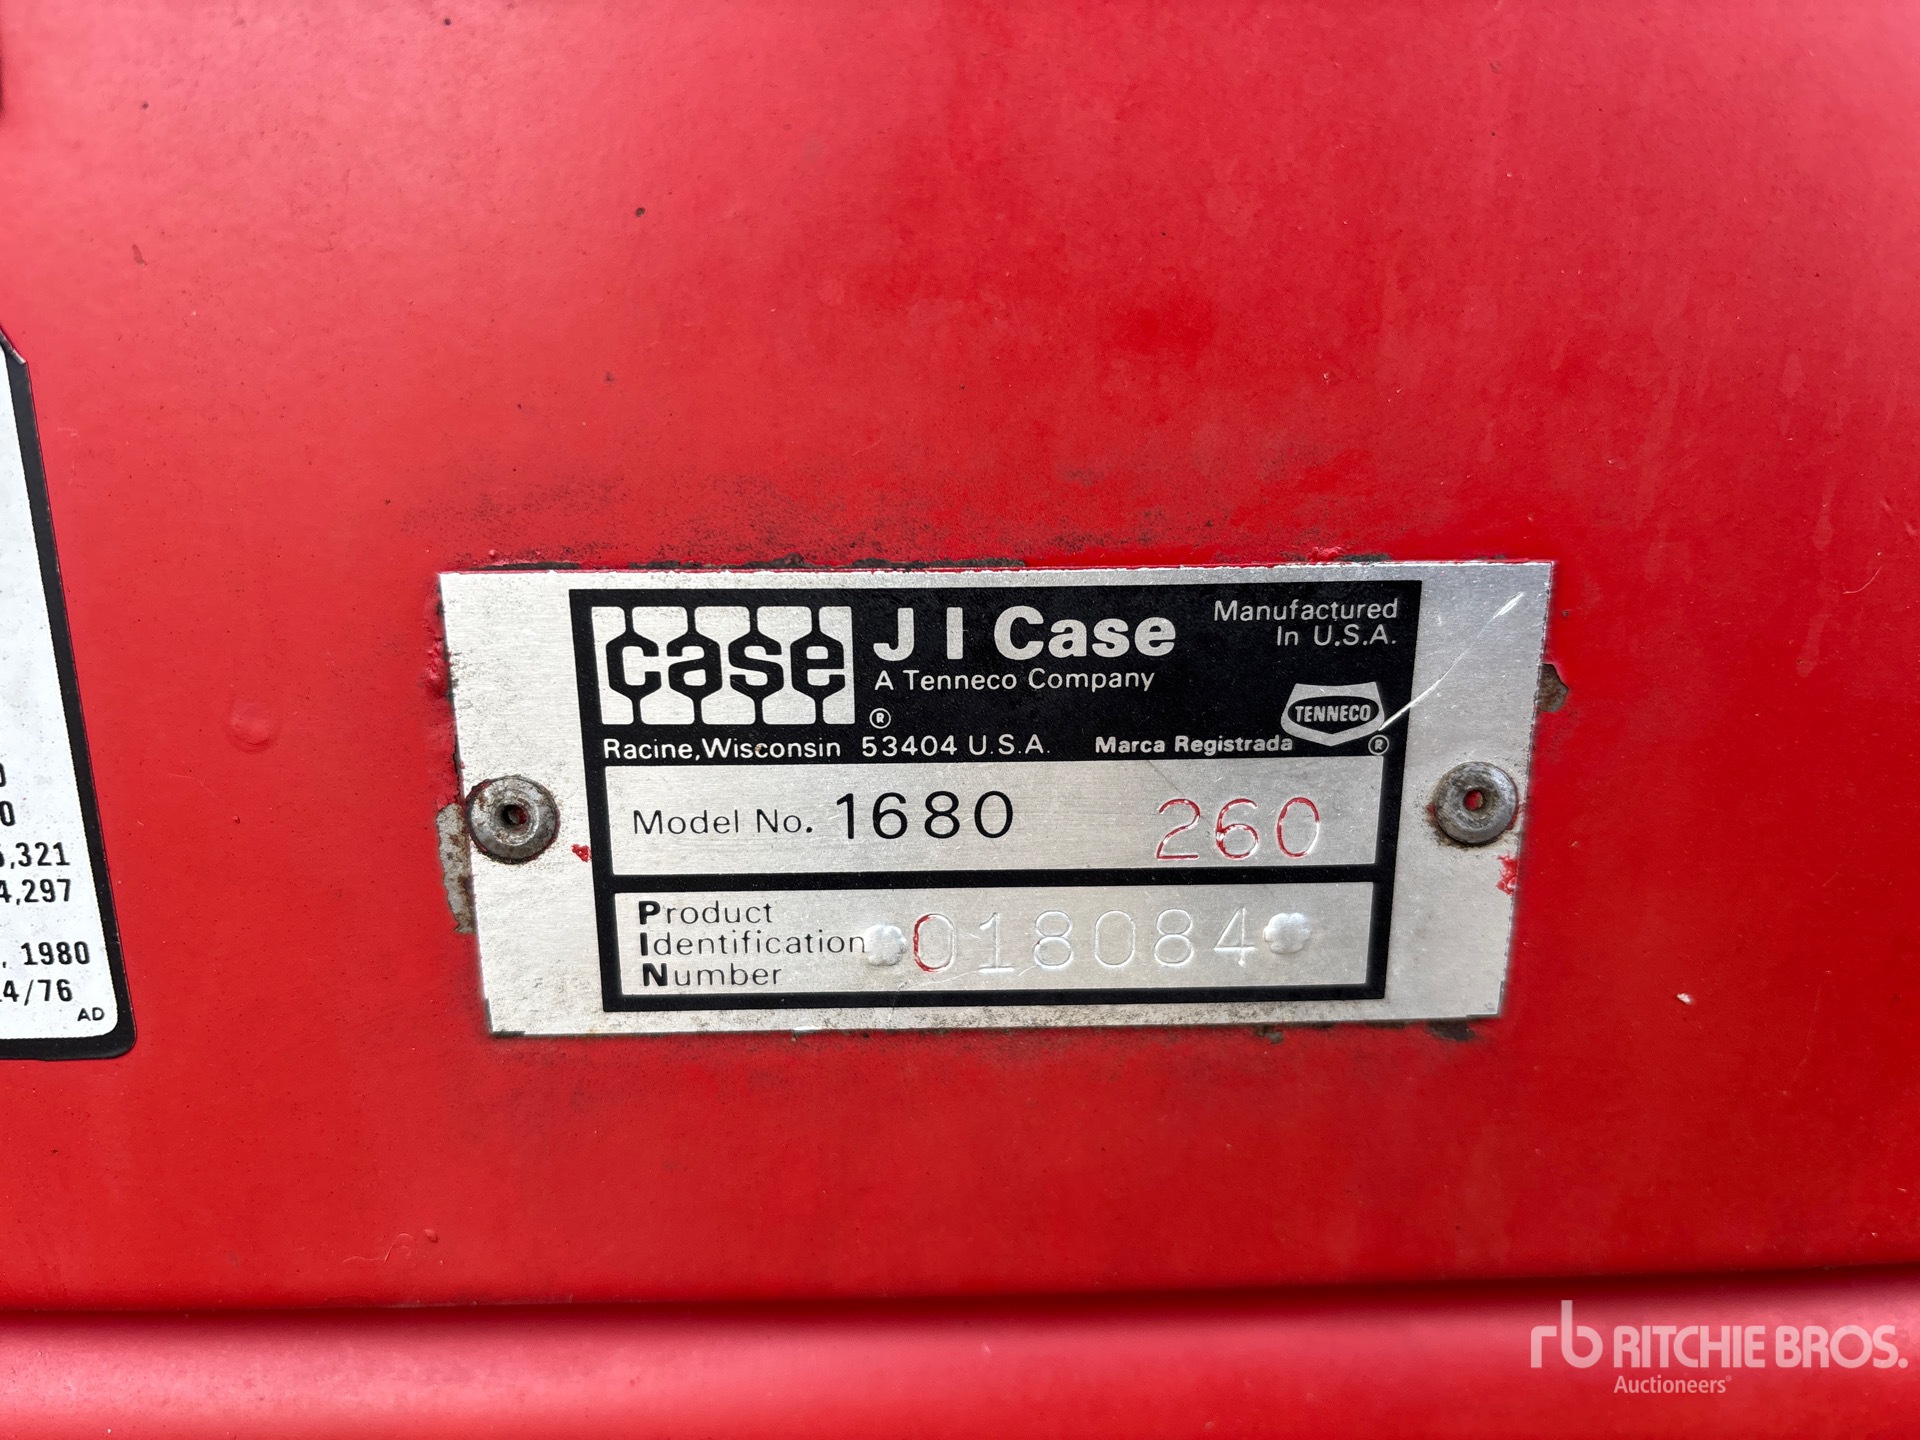 case
®
J I Case
A Tenneco Company
Manufactured
In U.S.A.
TENNECO
®
Racine, Wisconsin 53404 U.S.A. Marca Registrada
Model No. 1680 260
Product
Identification 018084
Number
,321
4,297
, 1980
4/76
AD
rb RITCHIE BROS.
Auctioneers